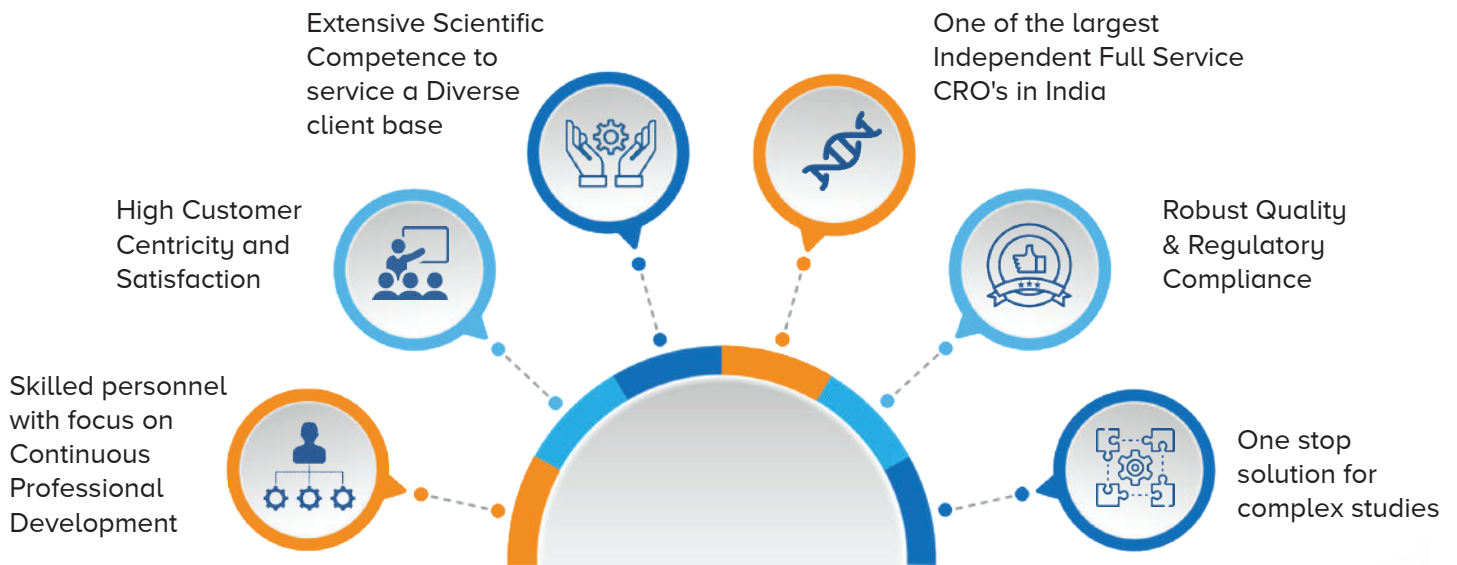 Extensive Scientific
Competence to
service a Diverse
client base
One of the largest
Independent Full Service
CRO's in India
High Customer
Centricity and
Satisfaction
Robust Quality
& Regulatory
Compliance
Skilled personnel
with focus on
Continuous
Professional
Development
One stop
solution for
complex studies